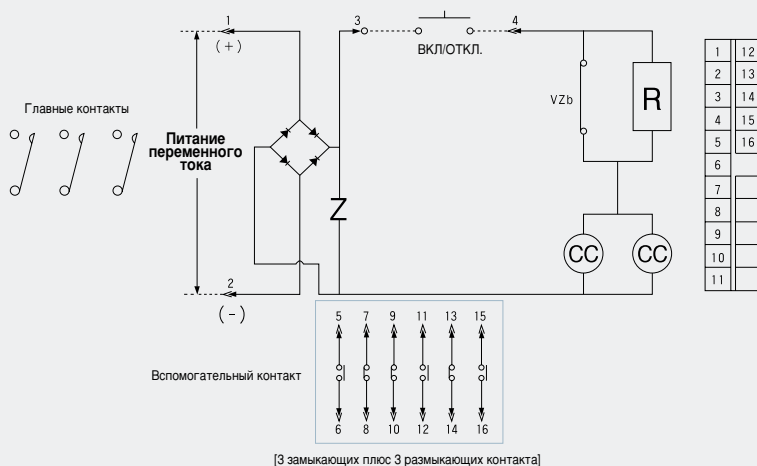 1
(+)
3
4
ВКЛ/ОТКЛ.
Главные контакты
Питание
переменного
тока
VZb
R
Z
CC CC
2
(-)
1 12
2 13
3 14
4 15
5 16
6
7
8
9
10
11
5 7 9 11 13 15
Вспомогательный контакт
6 8 10 12 14 16
[3 замыкающих плюс 3 размыкающих контакта]